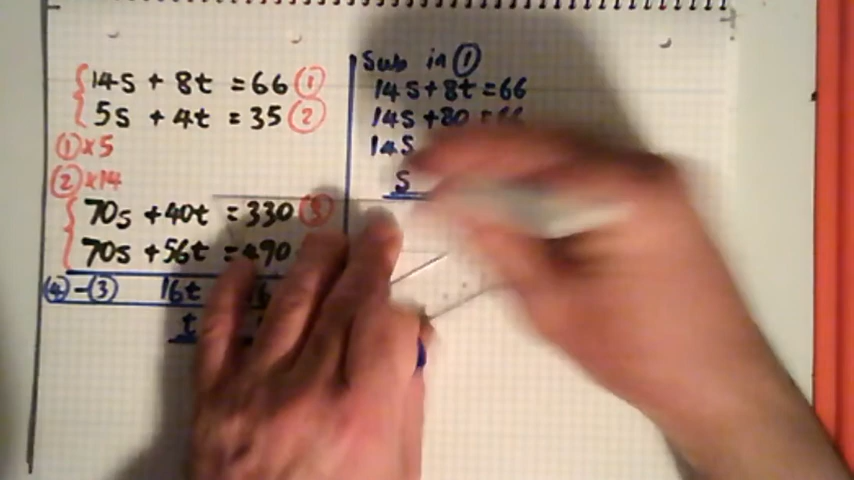 14s + 8t = 66 ①
5s + 4t = 35 ②
① x 5
② x 14
70s + 40t = 330 ③
70s + 56t = 490
④ - ③ 16t
t
Sub in ①
14s + 8t = 66
14s + 80 = 66
14s
s